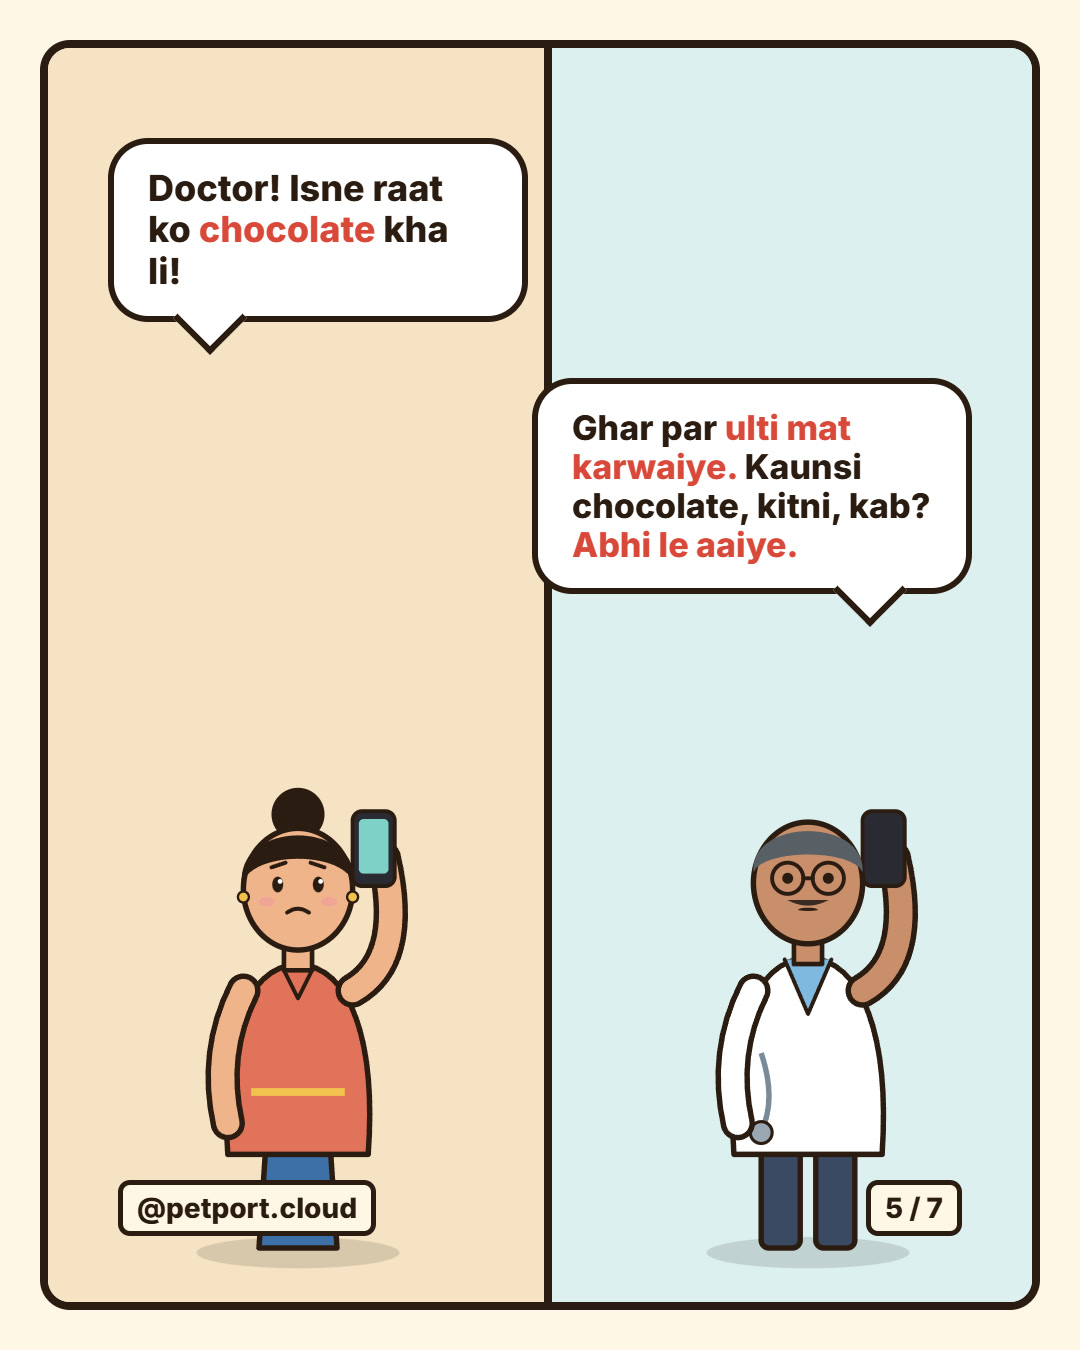 Doctor! Isne raat
ko chocolate kha
li!
Ghar par ulti mat
karwaiye. Kaunsi
chocolate, kitni, kab?
Abhi le aaiye.
@petport.cloud
5 / 7